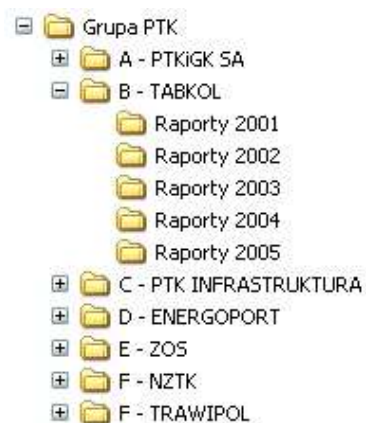 Grupa PTK
A - PTKiGK SA
B - TABKOL
Raporty 2001
Raporty 2002
Raporty 2003
Raporty 2004
Raporty 2005
C - PTK INFRASTRUKTURA
D - ENERGOPORT
E - ZOS
F - NZTK
F - TRAWIPOL